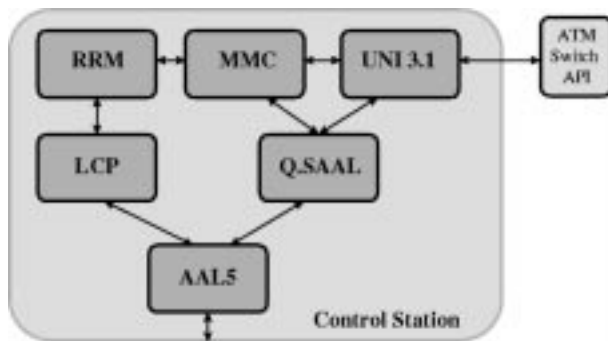 RRM
MMC
UNI 3.1
ATM
Switch
API
LCP
Q.SAAL
AAL5
Control Station